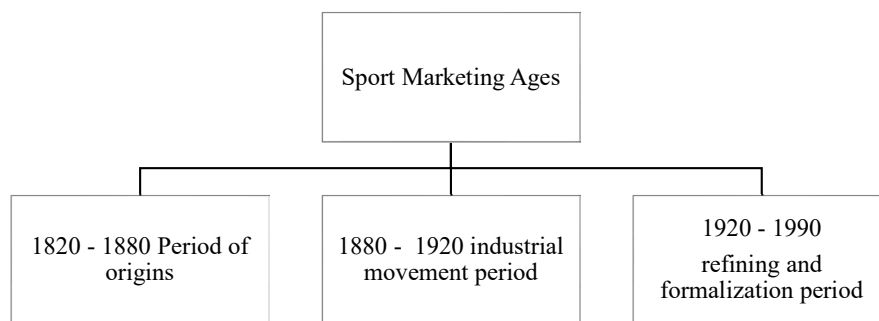 Sport Marketing Ages
1820 - 1880 Period of
origins
1880 - 1920 industrial
movement period
1920 - 1990
refining and
formalization period